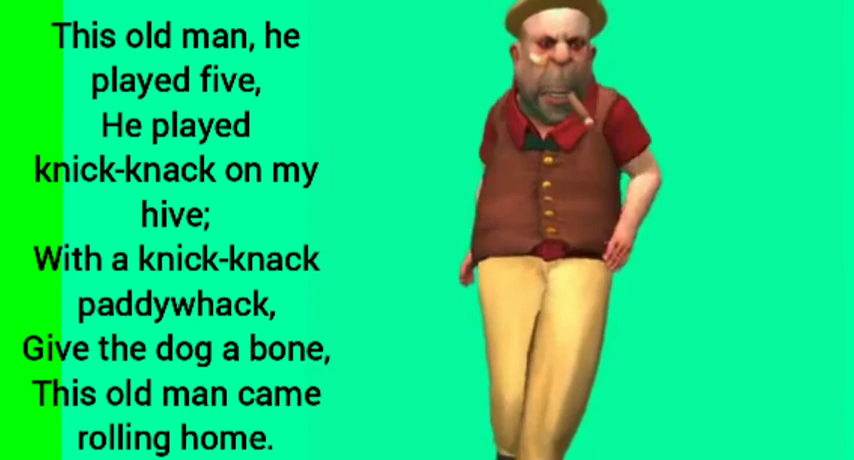 This old man, he
played five,
He played
knick-knack on my
hive;
With a knick-knack
paddywhack,
Give the dog a bone,
This old man came
rolling home.